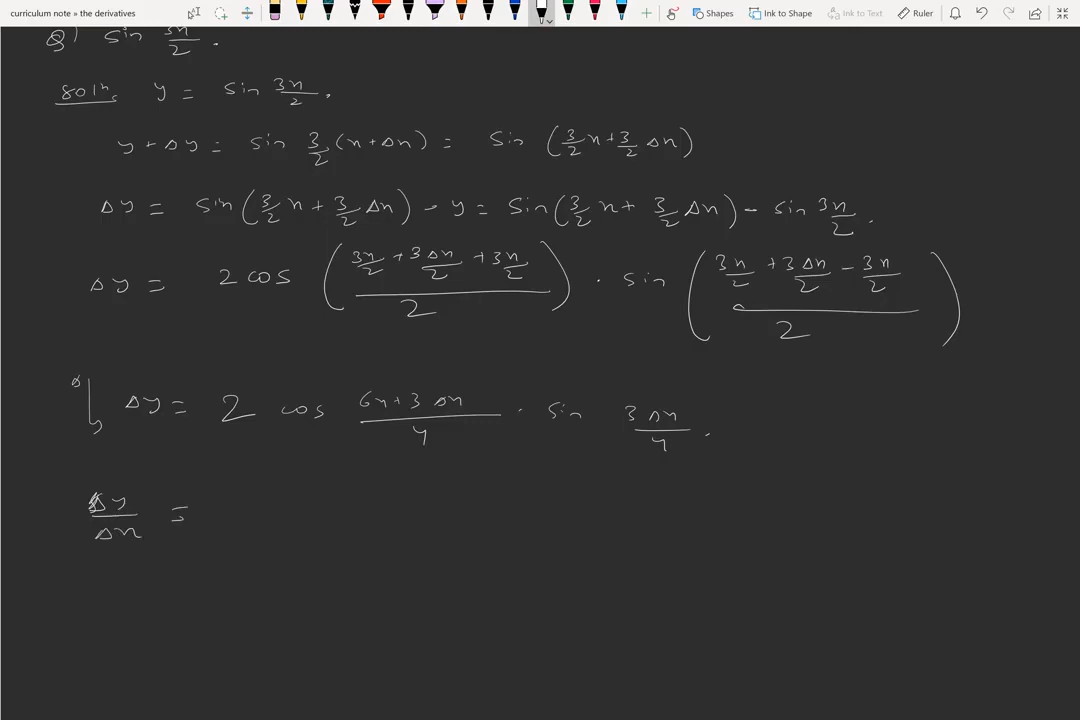 curriculum note » the derivatives Shapes Ink to Shape Ink to Text Ruler
Q) sin 3x/2 .
Solⁿ. y = sin 3x/2 .
y + Δy = sin 3/2 (x + Δx) = sin (3/2 x + 3/2 Δx)
Δy = sin(3/2 x + 3/2 Δx) - y = sin(3/2 x + 3/2 Δx) - sin 3x/2 .
Δy = 2 cos ((3x/2 + 3Δx/2 + 3x/2)/2) . sin ((3x/2 + 3Δx/2 - 3x/2)/2)
Δy = 2 cos (6x + 3Δx)/4 . sin 3Δx/4 .
Δy/Δx =